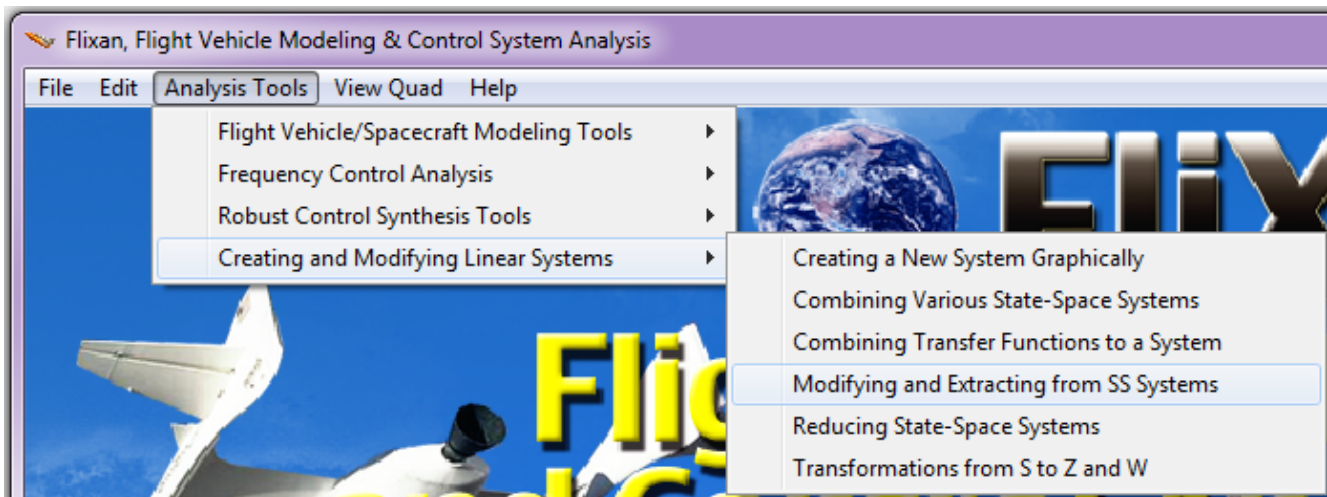 Flixan, Flight Vehicle Modeling & Control System Analysis
File Edit Analysis Tools View Quad Help
Flight Vehicle/Spacecraft Modeling Tools
Frequency Control Analysis
Robust Control Synthesis Tools
Creating and Modifying Linear Systems
Creating a New System Graphically
Combining Various State-Space Systems
Combining Transfer Functions to a System
Modifying and Extracting from SS Systems
Reducing State-Space Systems
Transformations from S to Z and W
FliX
Flig